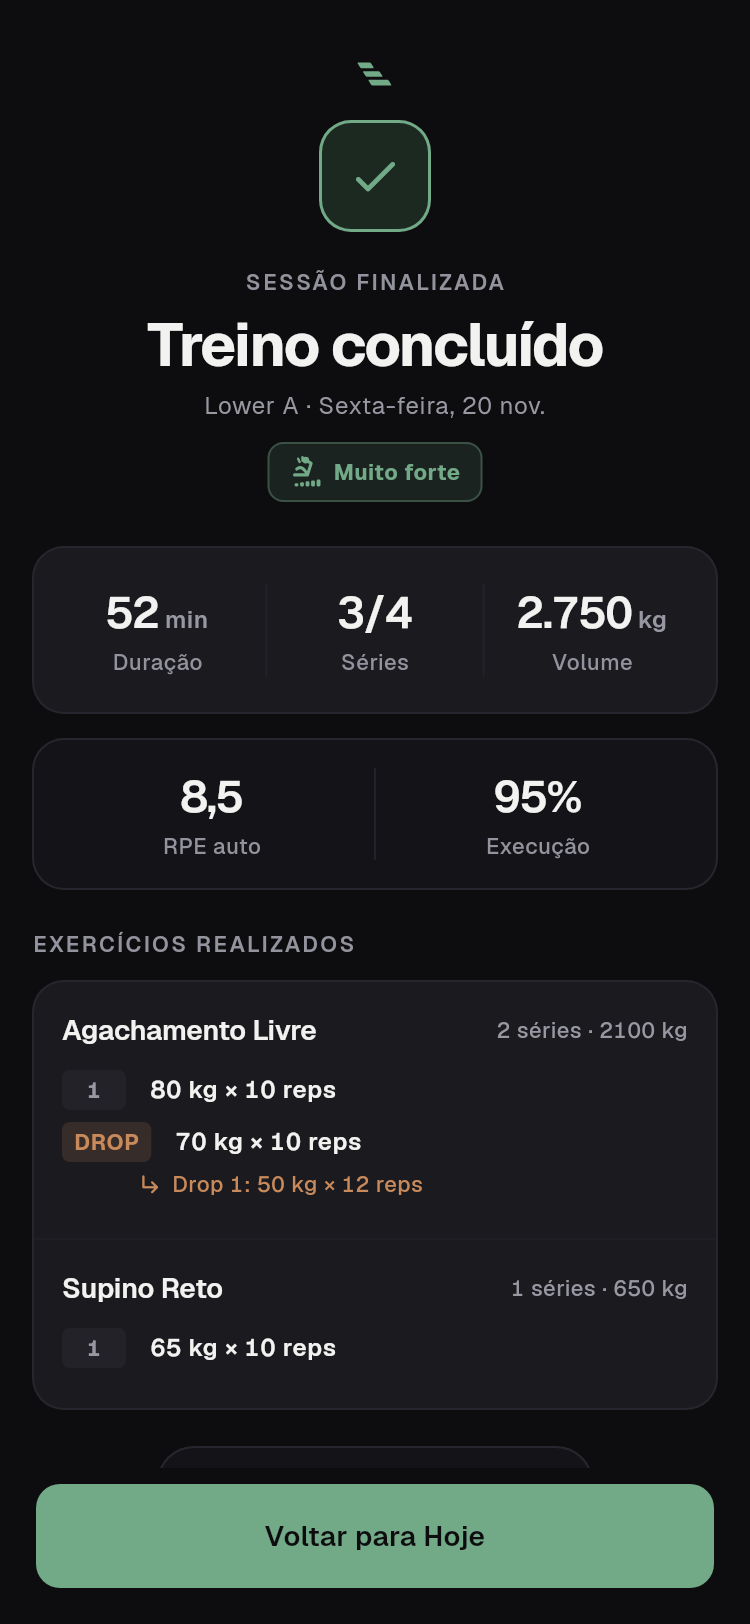 SESSÃO FINALIZADA
Treino concluído
Lower A · Sexta-feira, 20 nov.
Muito forte
52 min
Duração
3/4
Séries
2.750 kg
Volume
8,5
RPE auto
95%
Execução
EXERCÍCIOS REALIZADOS
Agachamento Livre
2 séries · 2100 kg
1
80 kg × 10 reps
DROP
70 kg × 10 reps
↳ Drop 1: 50 kg × 12 reps
Supino Reto
1 séries · 650 kg
1
65 kg × 10 reps
Voltar para Hoje